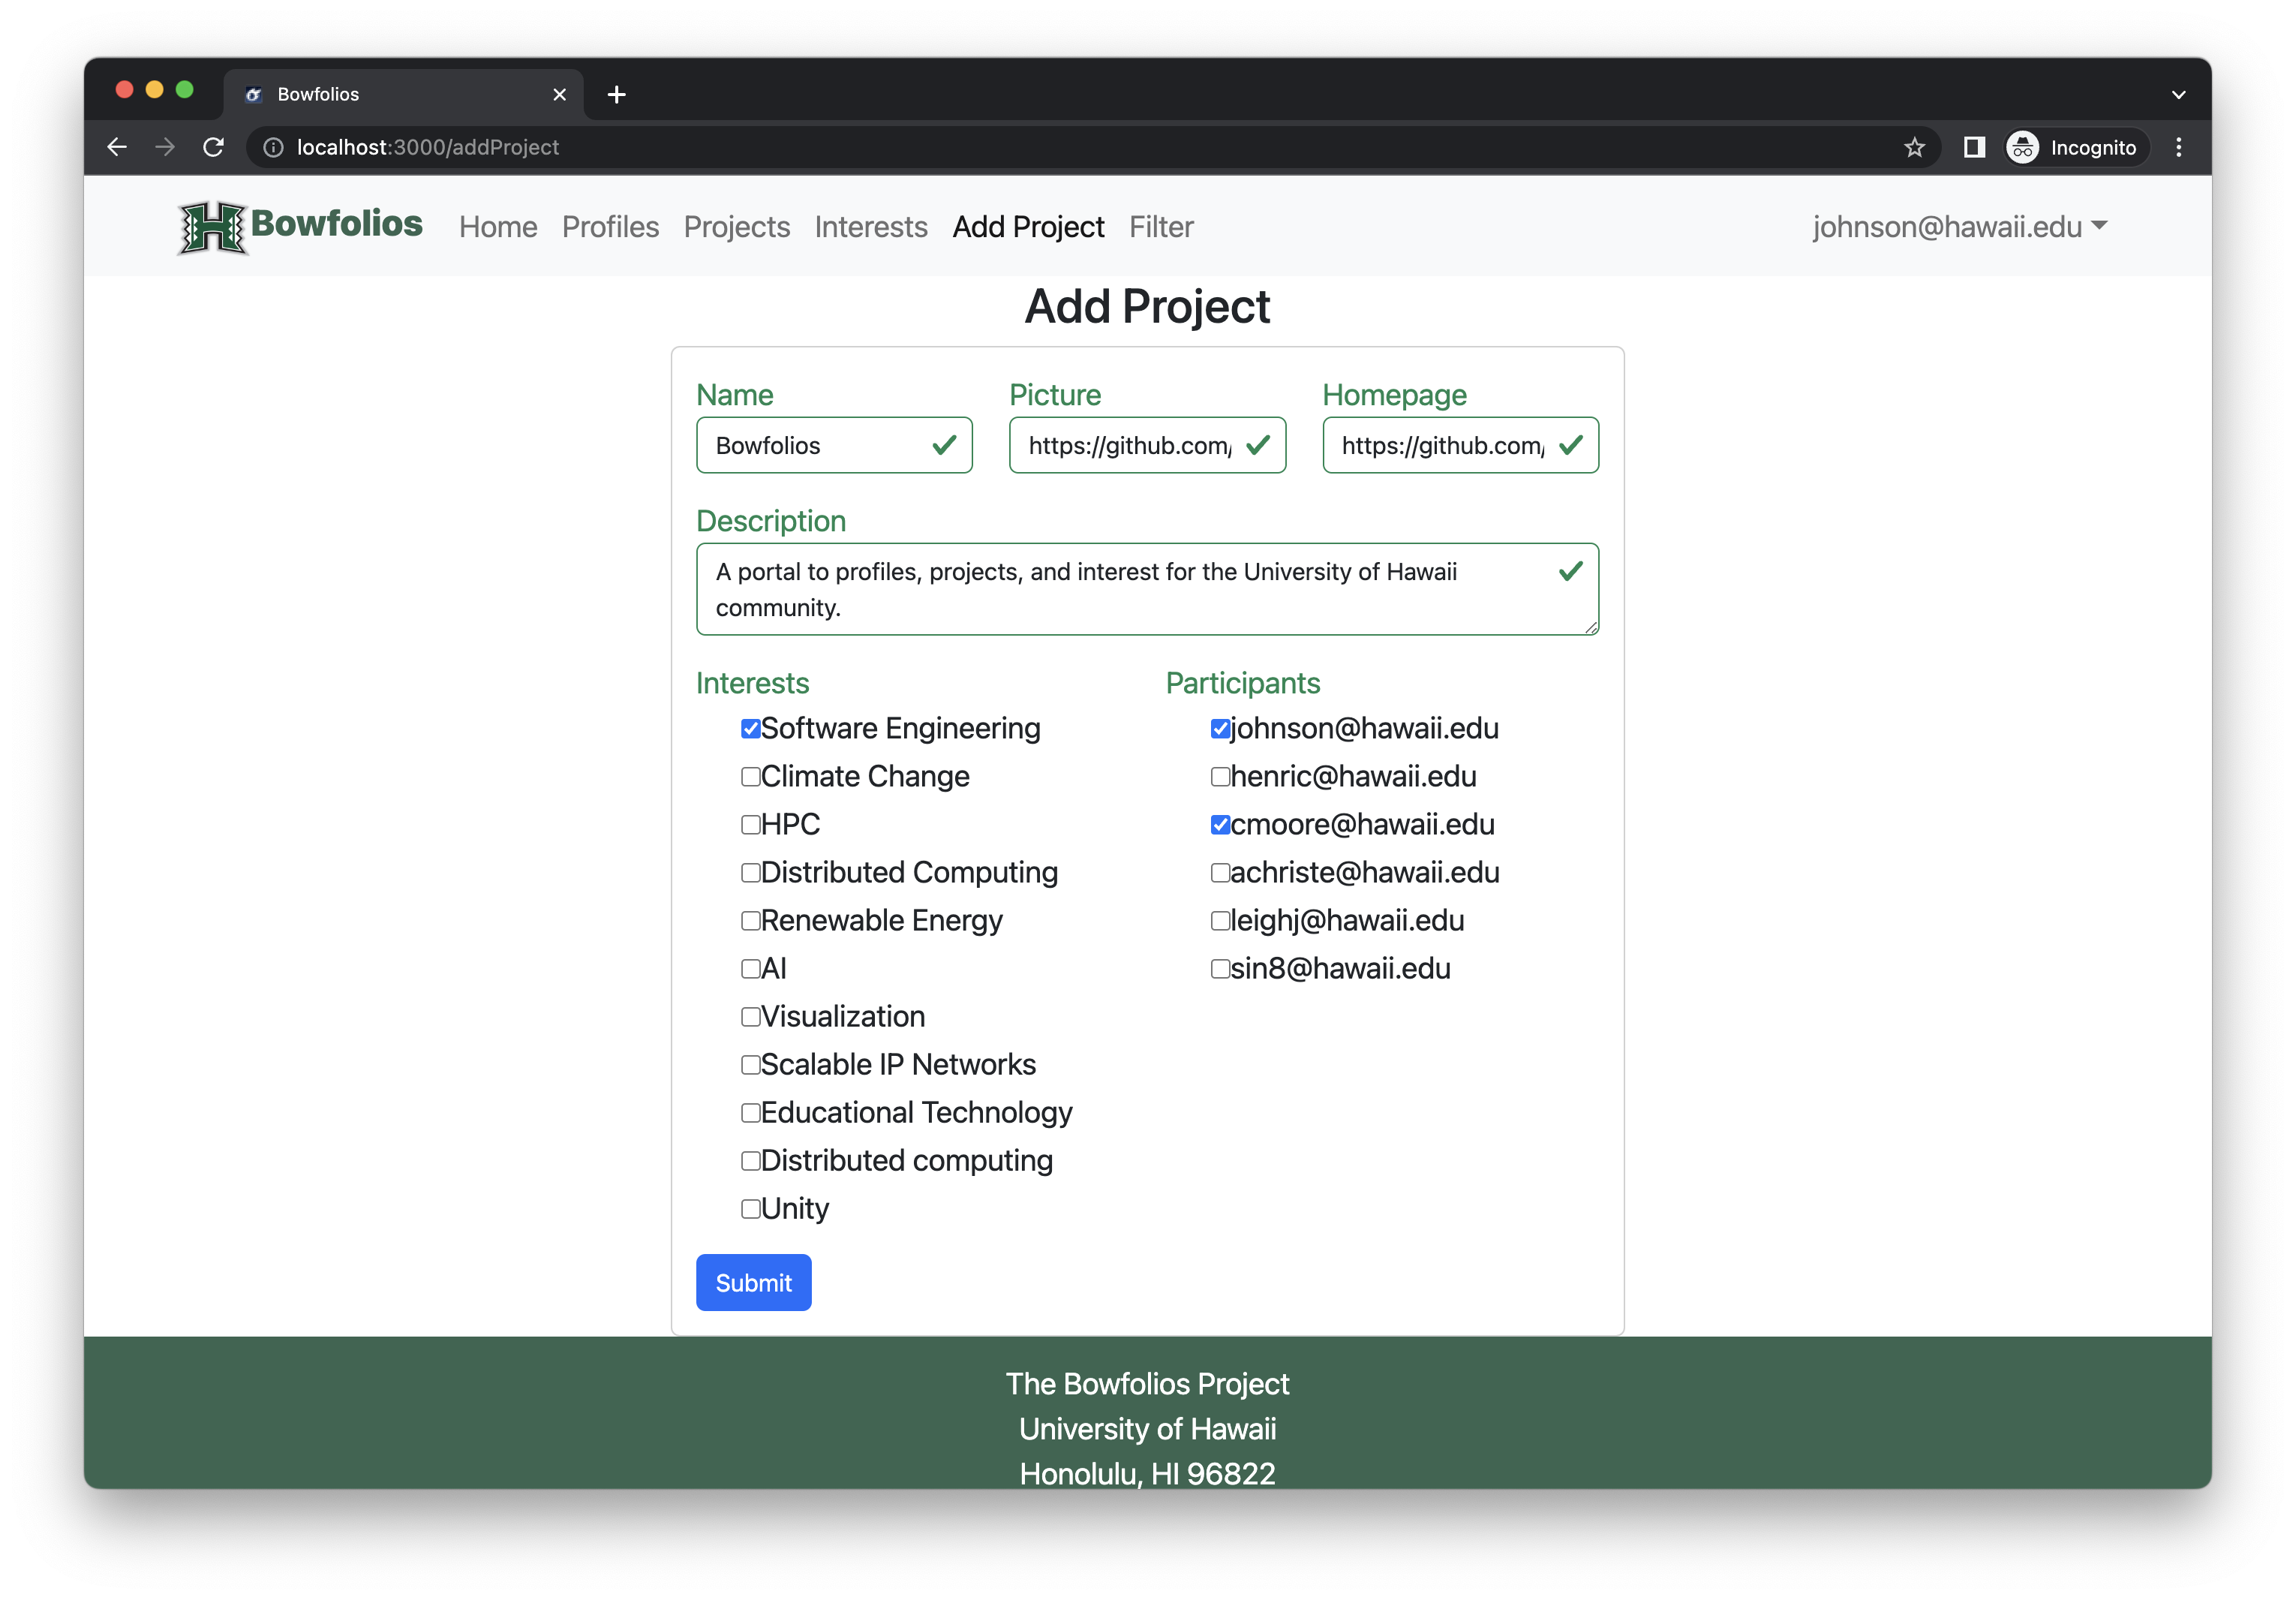 Bowfolios
localhost:3000/addProject
Incognito
Bowfolios Home Profiles Projects Interests Add Project Filter johnson@hawaii.edu
Add Project
Name Picture Homepage
Bowfolios https://github.com/ https://github.com/
Description
A portal to profiles, projects, and interest for the University of Hawaii
community.
Interests
Software Engineering
Climate Change
HPC
Distributed Computing
Renewable Energy
AI
Visualization
Scalable IP Networks
Educational Technology
Distributed computing
Unity
Participants
johnson@hawaii.edu
henric@hawaii.edu
cmoore@hawaii.edu
achriste@hawaii.edu
leighj@hawaii.edu
sin8@hawaii.edu
Submit
The Bowfolios Project
University of Hawaii
Honolulu, HI 96822